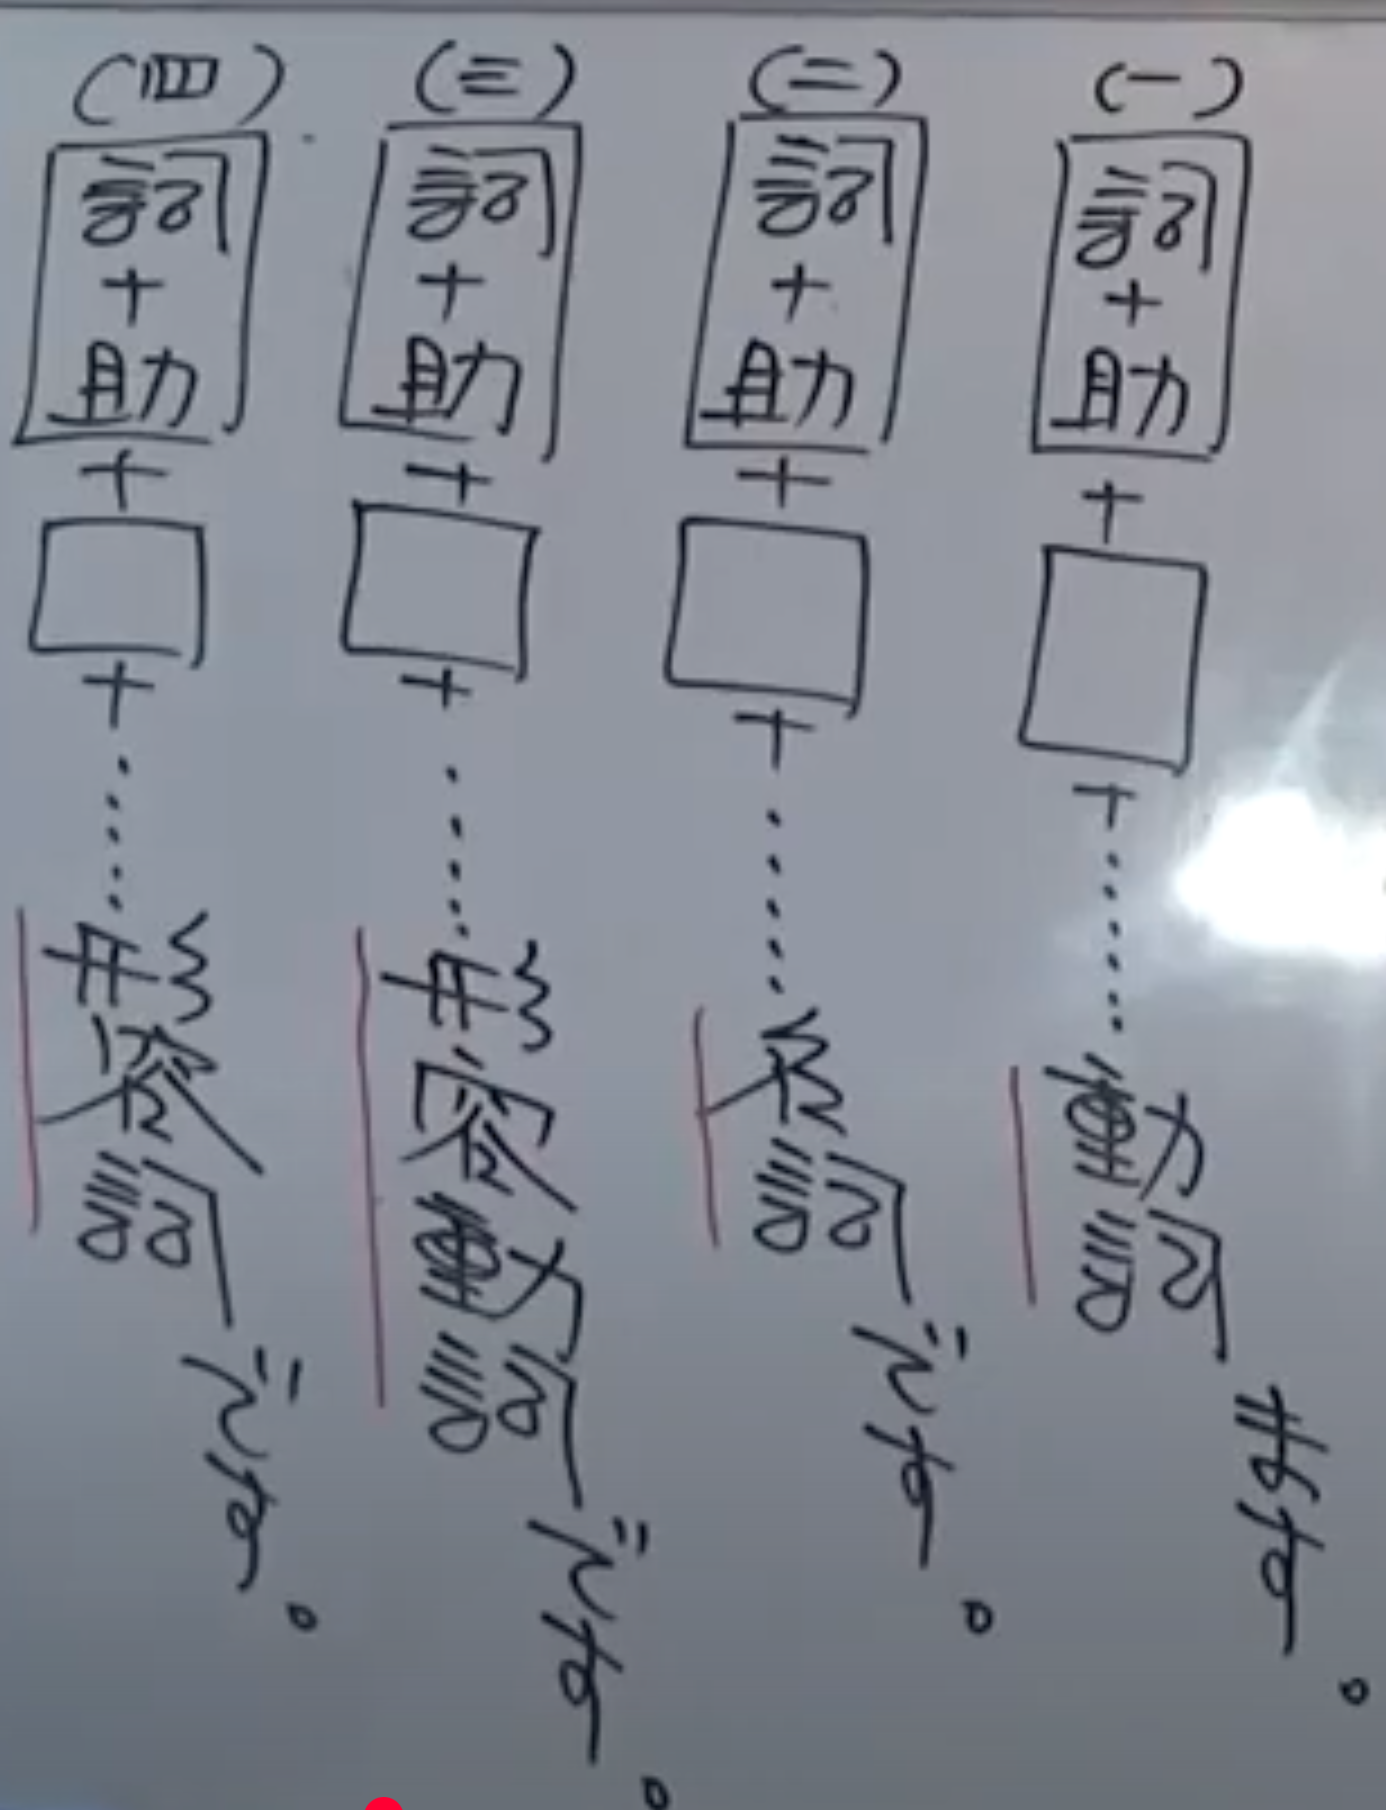 (一) 詞+助+□+……動詞ます。
(二) 詞+助+□+……名詞です。
(三) 詞+助+□+……形容動詞です。
(四) 詞+助+□+……形容詞です。